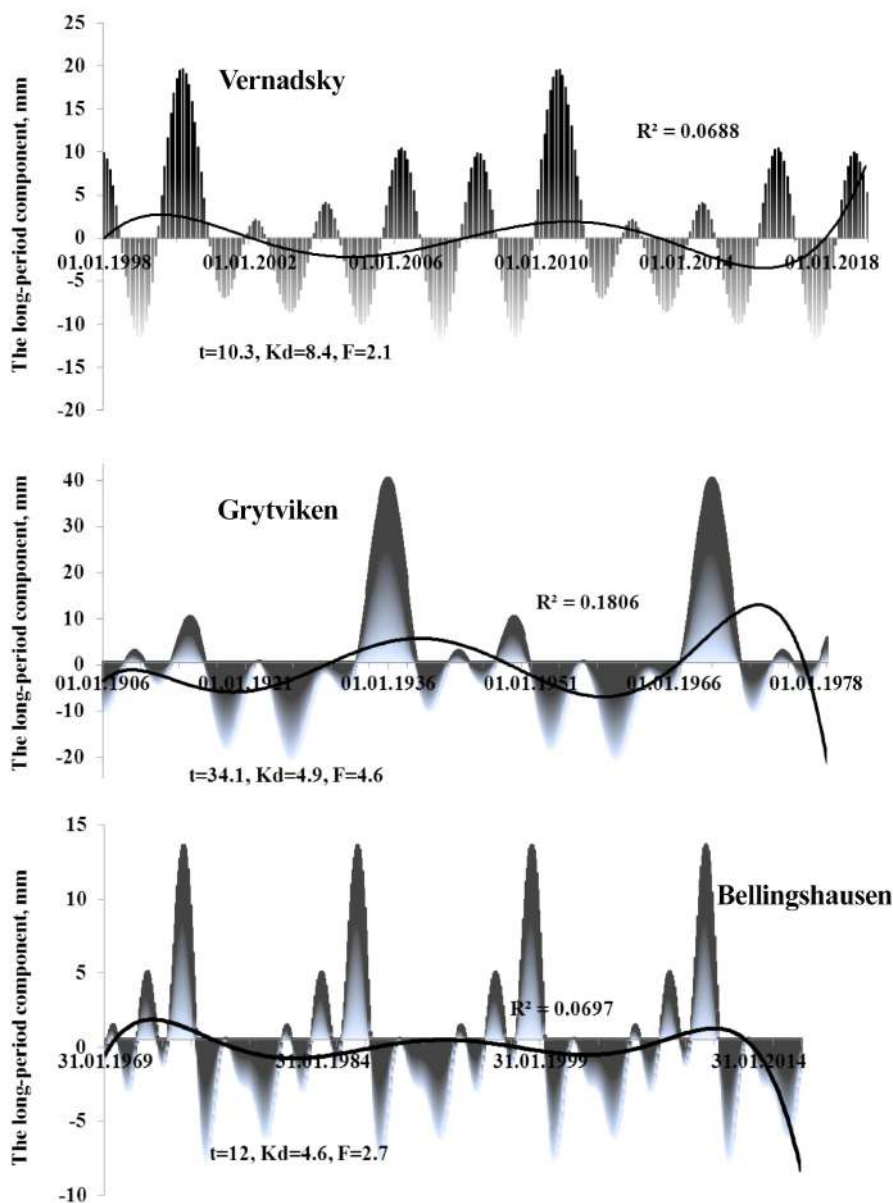 The long-period component, mm
25
20
15
10
5
0
-5
-10
-15
-20
Vernadsky
R² = 0.0688
01.01.1998 01.01.2002 01.01.2006 01.01.2010 01.01.2014 01.01.2018
t=10.3, Kd=8.4, F=2.1
The long-period component, mm
40
30
20
10
0
-10
-20
Grytviken
R² = 0.1806
01.01.1906 01.01.1921 01.01.1936 01.01.1951 01.01.1966 01.01.1978
t=34.1, Kd=4.9, F=4.6
The long-period component, mm
15
10
5
0
-5
-10
Bellingshausen
R² = 0.0697
31.01.1969 31.01.1984 31.01.1999 31.01.2014
t=12, Kd=4.6, F=2.7